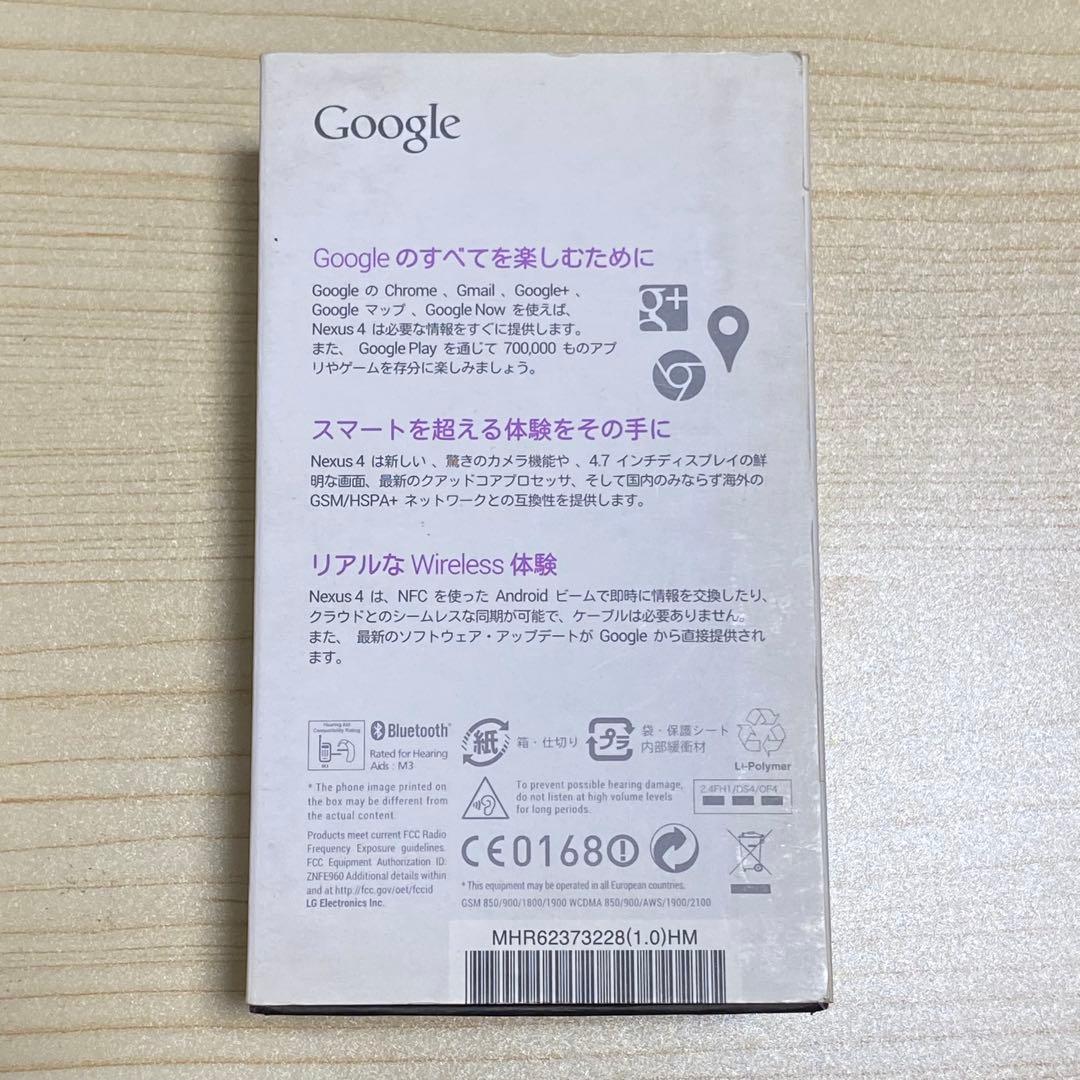 Google
Google のすべてを楽しむために
Google の Chrome 、Gmail 、Google+ 、
Google マップ 、Google Now を使えば、
Nexus 4 は必要な情報をすぐに提供します。
また、 Google Play を通じて 700,000 ものアプ
リやゲームを存分に楽しみましょう。
g+
スマートを超える体験をその手に
Nexus 4 は新しい 、驚きのカメラ機能や 、4.7 インチディスプレイの鮮
明な画面、最新のクアッドコアプロセッサ、そして国内のみならず海外の
GSM/HSPA+ ネットワークとの互換性を提供します。
リアルな Wireless 体験
Nexus 4 は、NFC を使った Android ビームで即時に情報を交換したり、
クラウドとのシームレスな同期が可能で、ケーブルは必要ありません。
また、 最新のソフトウェア・アップデートが Google から直接提供され
ます。
Hearing Aid
Compatibility Rating
M3
Bluetooth
Rated for Hearing
Aids : M3
紙
箱・仕切り
プラ
袋・保護シート
内部緩衝材
Li-Polymer
* The phone image printed on
the box may be different from
the actual content.
To prevent possible hearing damage,
do not listen at high volume levels
for long periods.
2.4FH1/DS4/OF4
Products meet current FCC Radio
Frequency Exposure guidelines.
FCC Equipment Authorization ID:
ZNFE960 Additional details within
and at http://fcc.gov/oet/fccid
LG Electronics Inc.
CE0168
* This equipment may be operated in all European countries.
GSM 850/900/1800/1900 WCDMA 850/900/AWS/1900/2100
MHR62373228(1.0)HM